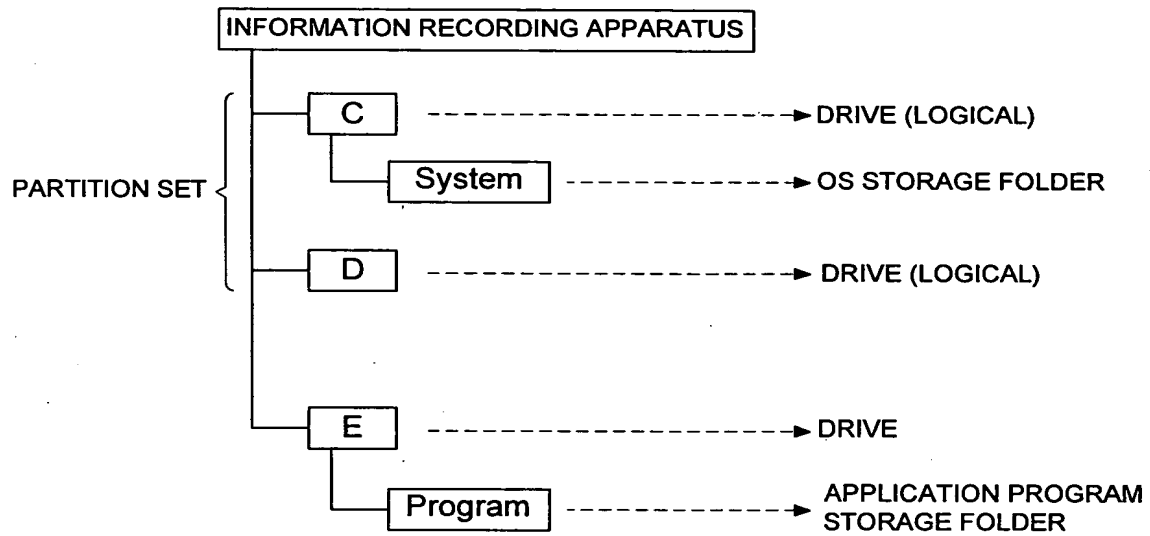 INFORMATION RECORDING APPARATUS
C
DRIVE (LOGICAL)
System
OS STORAGE FOLDER
PARTITION SET
D
DRIVE (LOGICAL)
E
DRIVE
Program
APPLICATION PROGRAM
STORAGE FOLDER